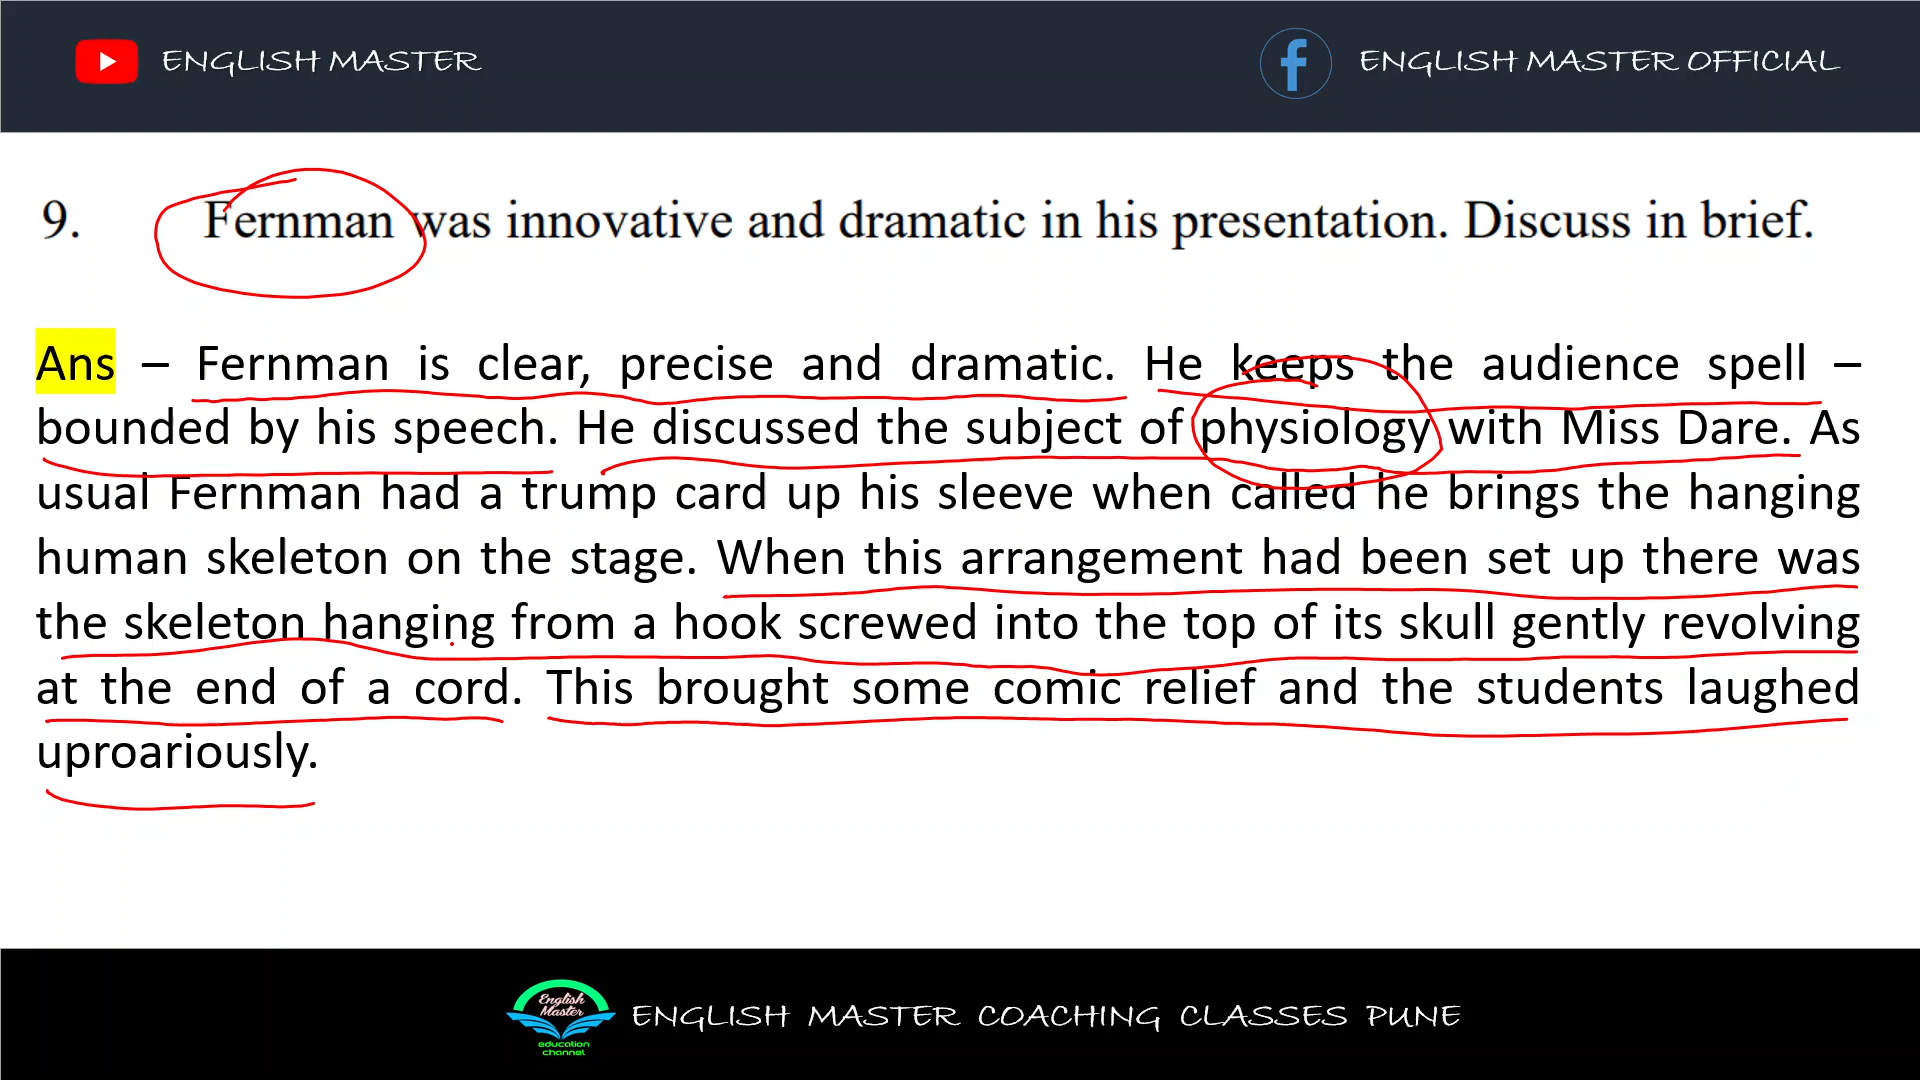 ENGLISH MASTER
ENGLISH MASTER OFFICIAL
9. Fernman was innovative and dramatic in his presentation. Discuss in brief.
Ans – Fernman is clear, precise and dramatic. He keeps the audience spell –
bounded by his speech. He discussed the subject of physiology with Miss Dare. As
usual Fernman had a trump card up his sleeve when called he brings the hanging
human skeleton on the stage. When this arrangement had been set up there was
the skeleton hanging from a hook screwed into the top of its skull gently revolving
at the end of a cord. This brought some comic relief and the students laughed
uproariously.
English
Master
education
channel
ENGLISH MASTER COACHING CLASSES PUNE